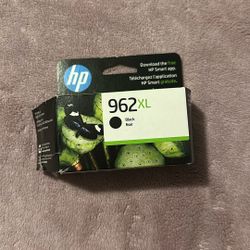 Download the free
HP Smart app.
Téléchargez l'application
HP Smart gratuite.
hp
962XL
Black
Noir